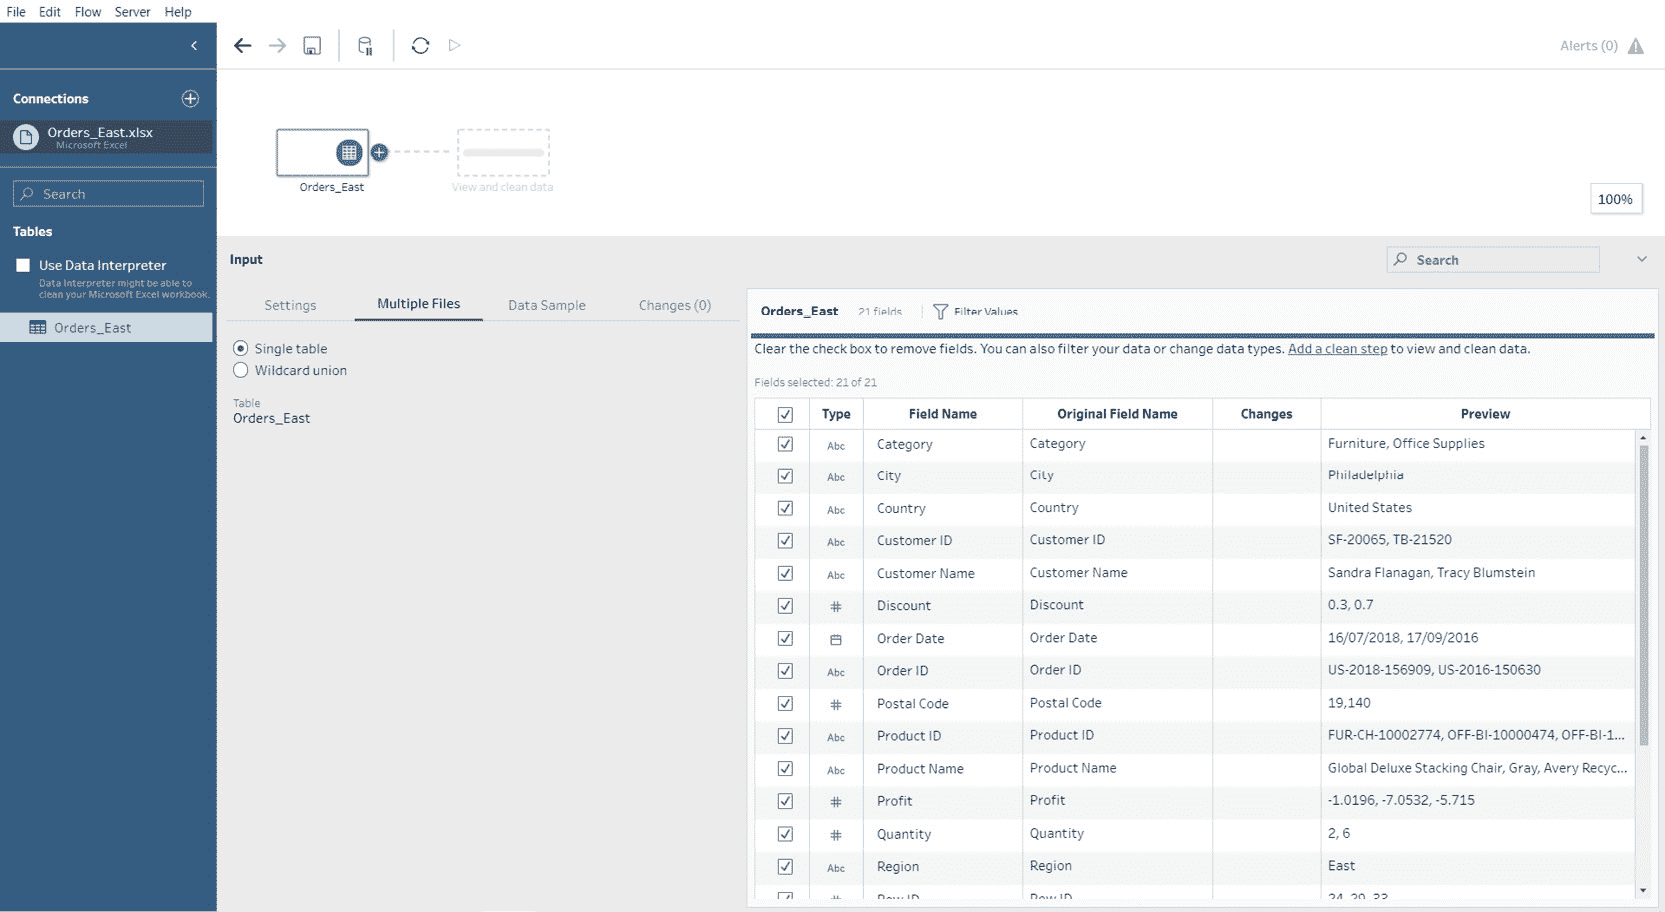 File Edit Flow Server Help
Alerts (0)
Connections
Orders_East.xlsx
Microsoft Excel
Search
Tables
Use Data Interpreter
Data Interpreter might be able to
clean your Microsoft Excel workbook.
Orders_East
Orders_East
View and clean data
100%
Input
Search
Settings Multiple Files Data Sample Changes (0)
Single table
Wildcard union
Table
Orders_East
Orders_East 21 fields Filter Values
Clear the check box to remove fields. You can also filter your data or change data types. Add a clean step to view and clean data.
Fields selected: 21 of 21
Type Field Name Original Field Name Changes Preview
Abc Category Category Furniture, Office Supplies
Abc City City Philadelphia
Abc Country Country United States
Abc Customer ID Customer ID SF-20065, TB-21520
Abc Customer Name Customer Name Sandra Flanagan, Tracy Blumstein
# Discount Discount 0.3, 0.7
Order Date Order Date 16/07/2018, 17/09/2016
Abc Order ID Order ID US-2018-156909, US-2016-150630
# Postal Code Postal Code 19,140
Abc Product ID Product ID FUR-CH-10002774, OFF-BI-10000474, OFF-BI-1...
Abc Product Name Product Name Global Deluxe Stacking Chair, Gray, Avery Recyc...
# Profit Profit -1.0196, -7.0532, -5.715
# Quantity Quantity 2, 6
Abc Region Region East
# Row ID Row ID